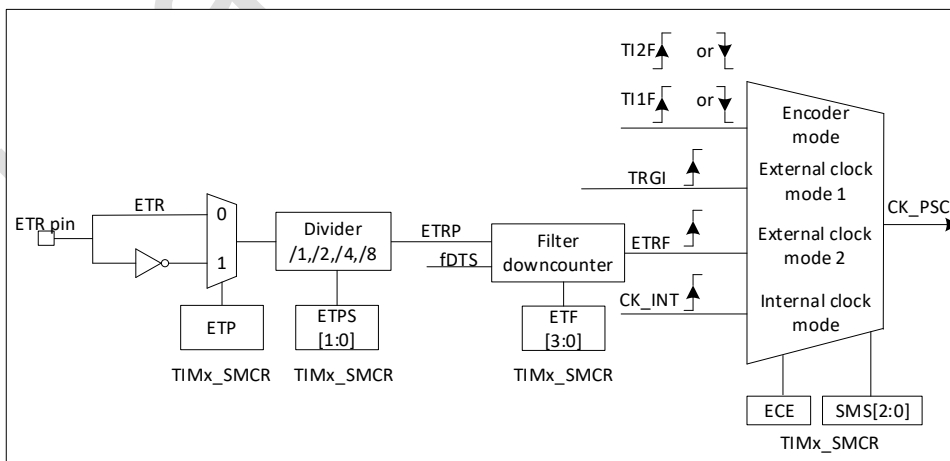 TI2F or
TI1F or
Encoder
mode
TRGI
External clock
mode 1
CK_PSC
ETR pin
ETR
0
1
Divider
/1,/2,/4,/8
ETRP
fDTS
Filter
downcounter
ETRF
External clock
mode 2
CK_INT
Internal clock
mode
ETP
ETPS
[1:0]
ETF
[3:0]
TIMx_SMCR
TIMx_SMCR
TIMx_SMCR
ECE
SMS[2:0]
TIMx_SMCR